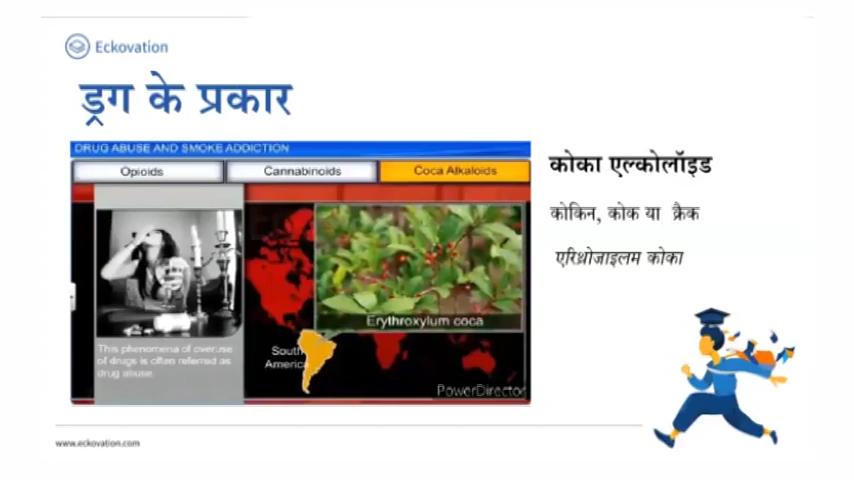 Eckovation
ड्रग के प्रकार
DRUG ABUSE AND SMOKE ADDICTION
Opioids
Cannabinoids
Coca Alkaloids
This phenomena of overuse
of drugs is often referred as
drug abuse.
Erythroxylum coca
South
America
PowerDirector
कोका एल्कोलॉइड
कोकिन, कोक या क्रैक
एरिथ्रोजाइलम कोका
www.eckovation.com